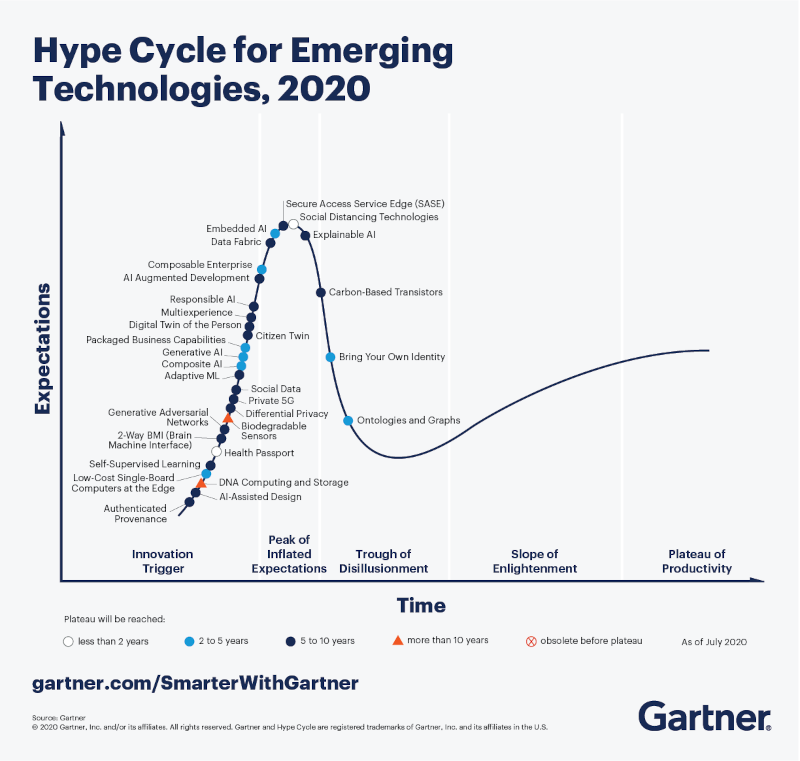 Hype Cycle for Emerging
Technologies, 2020
Expectations
Secure Access Service Edge (SASE)
Social Distancing Technologies
Embedded AI
Explainable AI
Data Fabric
Composable Enterprise
AI Augmented Development
Carbon-Based Transistors
Responsible AI
Multiexperience
Digital Twin of the Person
Citizen Twin
Packaged Business Capabilities
Generative AI
Bring Your Own Identity
Composite AI
Adaptive ML
Social Data
Private 5G
Differential Privacy
Generative Adversarial
Networks
Biodegradable
Sensors
Ontologies and Graphs
2-Way BMI (Brain
Machine Interface)
Health Passport
Self-Supervised Learning
Low-Cost Single-Board
Computers at the Edge
DNA Computing and Storage
AI-Assisted Design
Authenticated
Provenance
Innovation
Trigger
Peak of
Inflated
Expectations
Trough of
Disillusionment
Slope of
Enlightenment
Plateau of
Productivity
Time
Plateau will be reached:
less than 2 years
2 to 5 years
5 to 10 years
more than 10 years
obsolete before plateau
As of July 2020
gartner.com/SmarterWithGartner
Source: Gartner
© 2020 Gartner, Inc. and/or its affiliates. All rights reserved. Gartner and Hype Cycle are registered trademarks of Gartner, Inc. and its affiliates in the U.S.
Gartner®